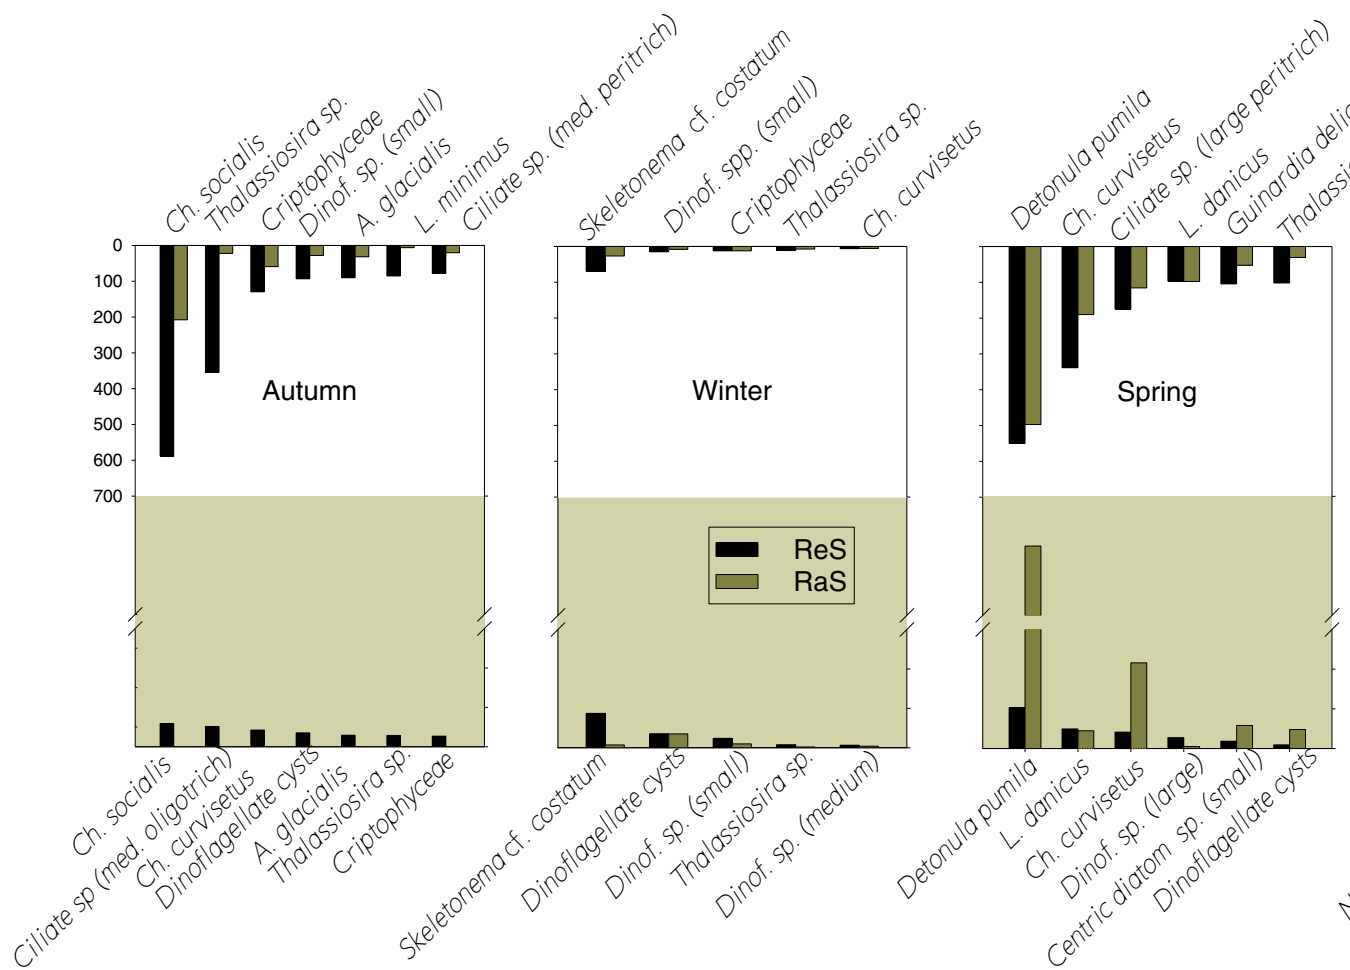 Ch. socialis
Thalassiosira sp.
Criptophyceae
Dinof. sp. (small)
A. glacialis
L. minimus
Ciliate sp. (med. peritrich)
Skeletonema cf. costatum
Dinof. spp. (small)
Criptophyceae
Thalassiosira sp.
Ch. curvisetus
Detonula pumila
Ch. curvisetus
Ciliate sp. (large peritrich)
L. danicus
Guinardia delic
Thalass
0
100
200
300
400
500
600
700
Autumn
Winter
Spring
ReS
RaS
Ch. socialis
Ciliate sp (med. oligotrich)
Ch. curvisetus
Dinoflagellate cysts
A. glacialis
Thalassiosira sp.
Criptophyceae
Skeletonema cf. costatum
Dinoflagellate cysts
Dinof. sp. (small)
Thalassiosira sp.
Dinof. sp. (medium)
Detonula pumila
L. danicus
Ch. curvisetus
Dinof. sp. (large)
Centric diatom sp. (small)
Dinoflagellate cysts